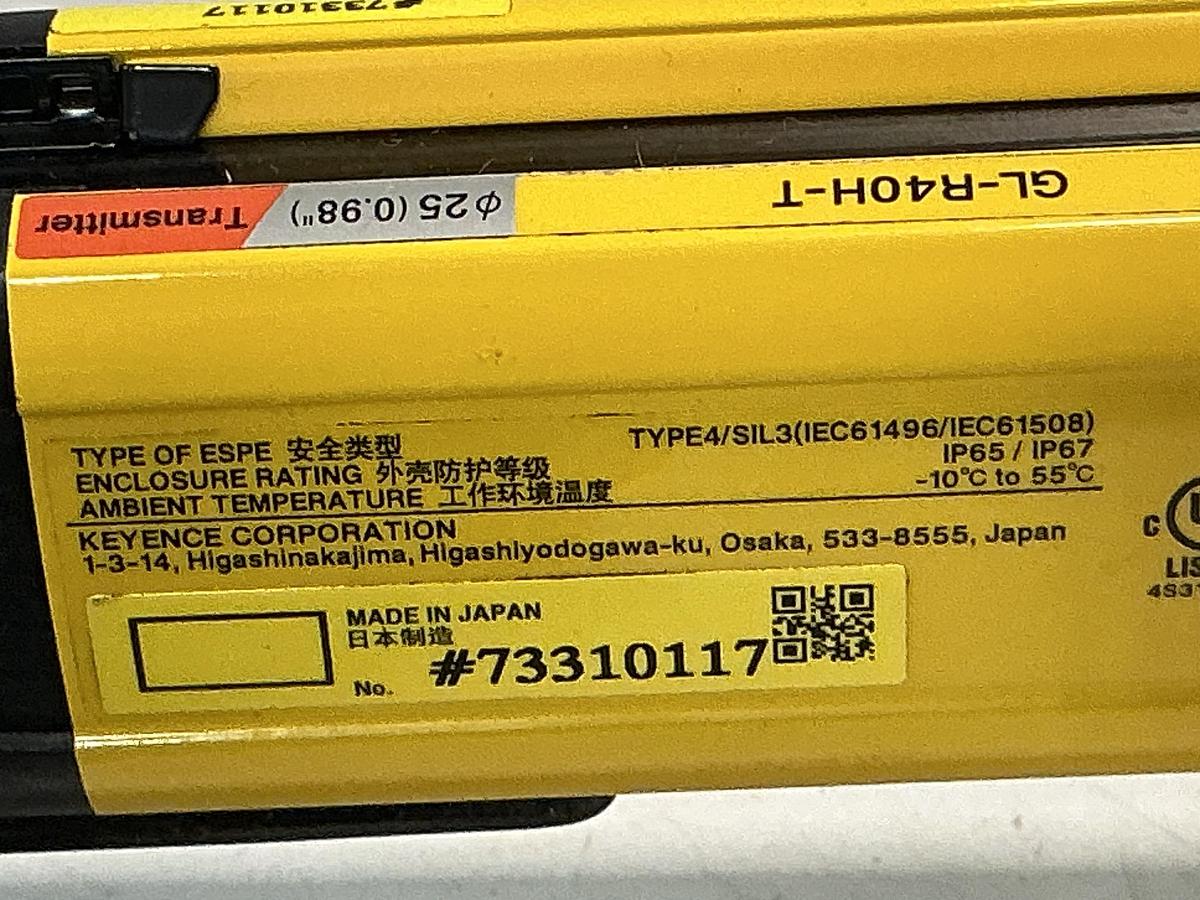 #73310117
Transmitter
ф25 (0.98")
GL-R40H-T
TYPE OF ESPE 安全类型 TYPE4/SIL3(IEC61496/IEC61508)
ENCLOSURE RATING 外壳防护等级 IP65 / IP67
AMBIENT TEMPERATURE 工作环境温度 -10℃ to 55℃
KEYENCE CORPORATION
1-3-14, Higashinakajima, Higashiyodogawa-ku, Osaka, 533-8555, Japan
C
MADE IN JAPAN
日本制造
No. #73310117